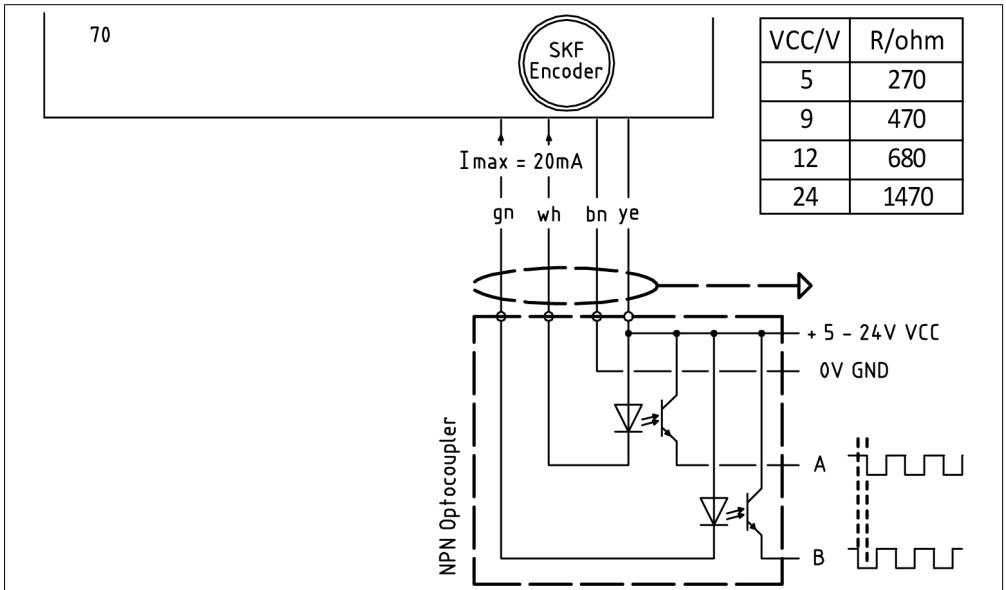 70
SKF
Encoder
VCC/V R/ohm
5 270
9 470
12 680
24 1470
Imax = 20mA
gn wh bn ye
+ 5 - 24V VCC
0V GND
NPN Optocoupler
A
B